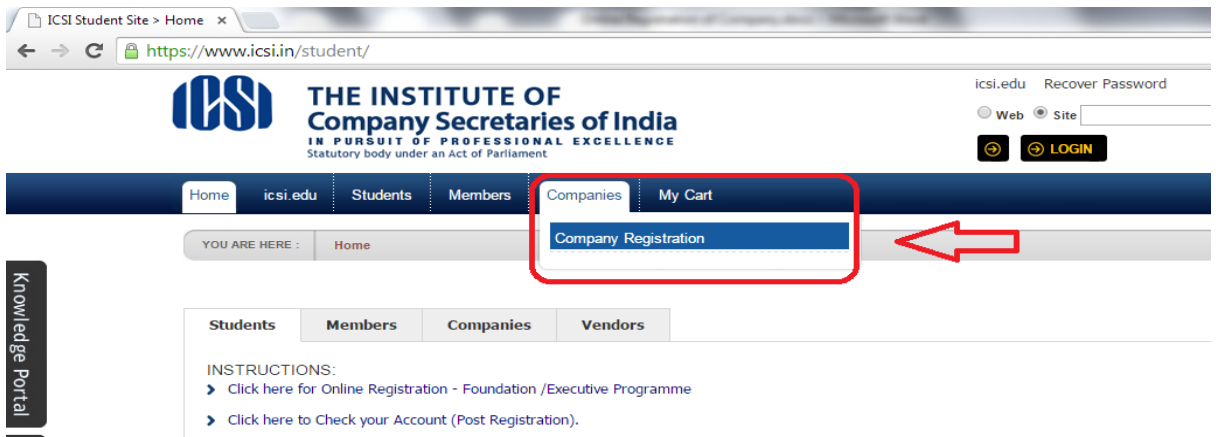 ICSI Student Site > Home
https://www.icsi.in/student/
ICSI
THE INSTITUTE OF
Company Secretaries of India
IN PURSUIT OF PROFESSIONAL EXCELLENCE
Statutory body under an Act of Parliament
icsi.edu Recover Password
Web Site
LOGIN
Home icsi.edu Students Members Companies My Cart
Company Registration
YOU ARE HERE : Home
Knowledge Portal
Students Members Companies Vendors
INSTRUCTIONS:
Click here for Online Registration - Foundation /Executive Programme
Click here to Check your Account (Post Registration).